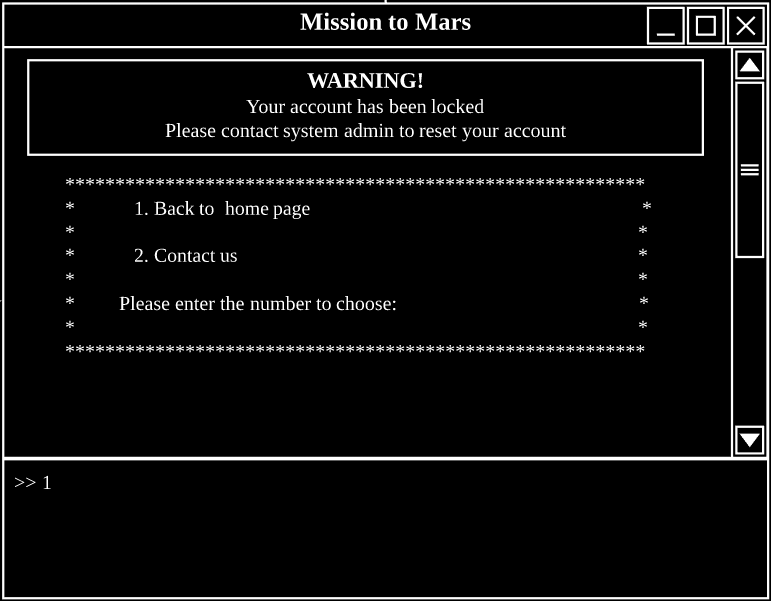 Mission to Mars
WARNING!
Your account has been locked
Please contact system admin to reset your account
**********************************************************
* 1. Back to home page *
* *
* 2. Contact us *
* *
* Please enter the number to choose: *
* *
**********************************************************
>> 1